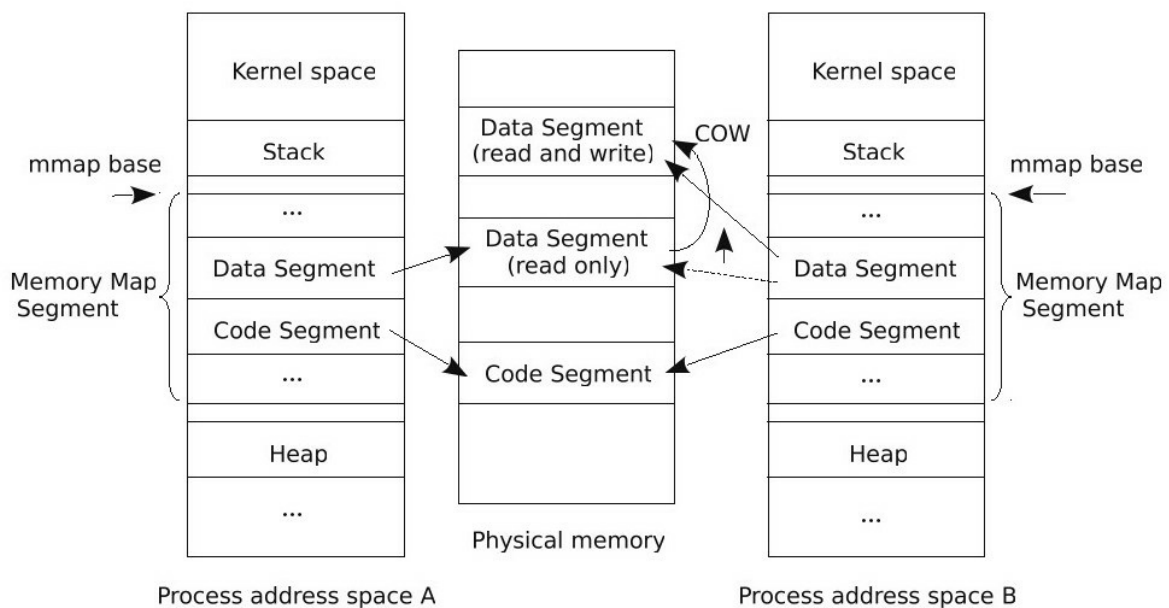 Kernel space
Stack
mmap base
...
Data Segment
Memory Map
Segment
Code Segment
...
Heap
...
Process address space A
Data Segment
(read and write)
COW
Data Segment
(read only)
Code Segment
Physical memory
Kernel space
Stack
mmap base
...
Data Segment
Memory Map
Segment
Code Segment
...
Heap
...
Process address space B